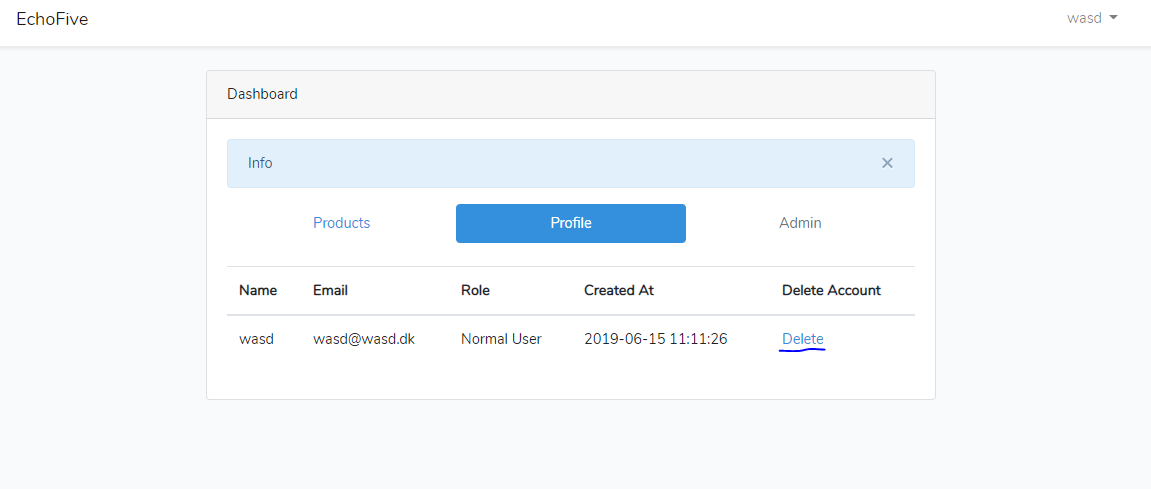 EchoFive wasd
Dashboard
Info ×
Products Profile Admin
Name Email Role Created At Delete Account
wasd wasd@wasd.dk Normal User 2019-06-15 11:11:26 Delete